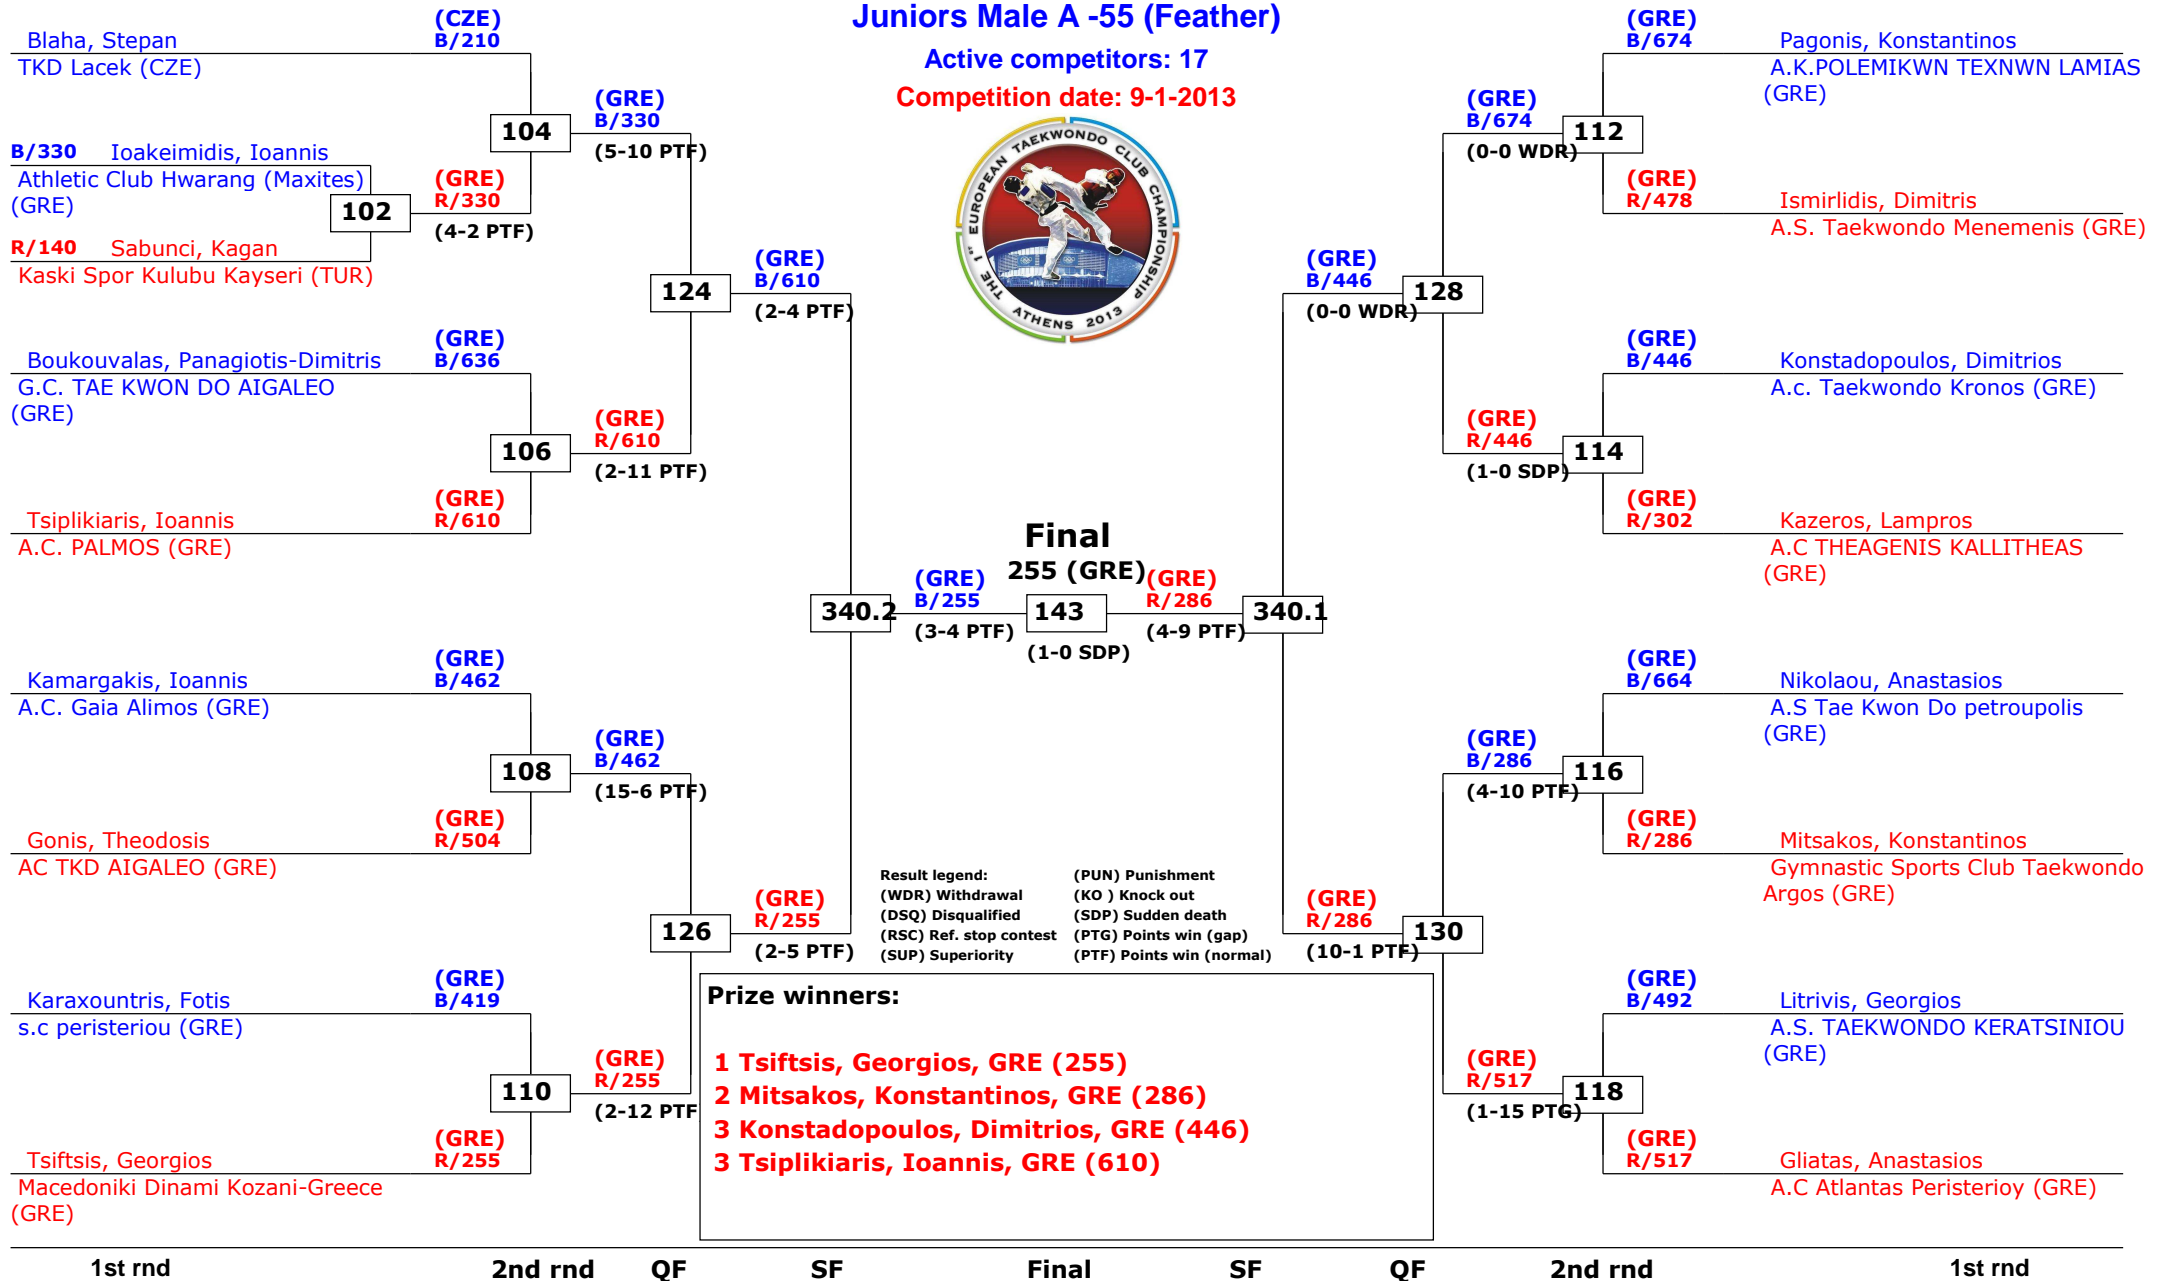 Juniors Male A -55 (Feather)
Active competitors: 17
Competition date: 9-1-2013
THE 1st EUROPEAN TAEKWONDO CLUB CHAMPIONSHIP
ATHENS 2013
Blaha, Stepan
TKD Lacek (CZE)
(CZE)
B/210
B/330 Ioakeimidis, Ioannis
Athletic Club Hwarang (Maxites)
(GRE)
R/140 Sabunci, Kagan
Kaski Spor Kulubu Kayseri (TUR)
102
(GRE)
R/330
(4-2 PTF)
104
(GRE)
B/330
(5-10 PTF)
Boukouvalas, Panagiotis-Dimitris
G.C. TAE KWON DO AIGALEO
(GRE)
(GRE)
B/636
Tsiplikiaris, Ioannis
A.C. PALMOS (GRE)
(GRE)
R/610
106
(GRE)
R/610
(2-11 PTF)
124
(GRE)
B/610
(2-4 PTF)
Kamargakis, Ioannis
A.C. Gaia Alimos (GRE)
(GRE)
B/462
Gonis, Theodosis
AC TKD AIGALEO (GRE)
(GRE)
R/504
108
(GRE)
B/462
(15-6 PTF)
Karaxountris, Fotis
s.c peristeriou (GRE)
(GRE)
B/419
Tsiftsis, Georgios
Macedoniki Dinami Kozani-Greece
(GRE)
(GRE)
R/255
110
(GRE)
R/255
(2-12 PTF
126
(GRE)
R/255
(2-5 PTF)
340.2
(GRE)
B/255
(3-4 PTF)
Final
255 (GRE)
143
(1-0 SDP)
(GRE)
R/286
(4-9 PTF)
340.1
(GRE)
B/446
(0-0 WDR)
128
(GRE)
B/674
(0-0 WDR)
112
(GRE)
B/674
Pagonis, Konstantinos
A.K.POLEMIKWN TEXNWN LAMIAS
(GRE)
(GRE)
R/478
Ismirlidis, Dimitris
A.S. Taekwondo Menemenis (GRE)
(GRE)
R/446
(1-0 SDP)
114
(GRE)
B/446
Konstadopoulos, Dimitrios
A.c. Taekwondo Kronos (GRE)
(GRE)
R/302
Kazeros, Lampros
A.C THEAGENIS KALLITHEAS
(GRE)
(GRE)
R/286
(10-1 PTF)
130
(GRE)
B/286
(4-10 PTF)
116
(GRE)
B/664
Nikolaou, Anastasios
A.S Tae Kwon Do petroupolis
(GRE)
(GRE)
R/286
Mitsakos, Konstantinos
Gymnastic Sports Club Taekwondo
Argos (GRE)
(GRE)
R/517
(1-15 PTG)
118
(GRE)
B/492
Litrivis, Georgios
A.S. TAEKWONDO KERATSINIOU
(GRE)
(GRE)
R/517
Gliatas, Anastasios
A.C Atlantas Peristerioy (GRE)
Result legend:
(WDR) Withdrawal
(DSQ) Disqualified
(RSC) Ref. stop contest
(SUP) Superiority
(PUN) Punishment
(KO ) Knock out
(SDP) Sudden death
(PTG) Points win (gap)
(PTF) Points win (normal)
Prize winners:
1 Tsiftsis, Georgios, GRE (255)
2 Mitsakos, Konstantinos, GRE (286)
3 Konstadopoulos, Dimitrios, GRE (446)
3 Tsiplikiaris, Ioannis, GRE (610)
1st rnd 2nd rnd QF SF Final SF QF 2nd rnd 1st rnd